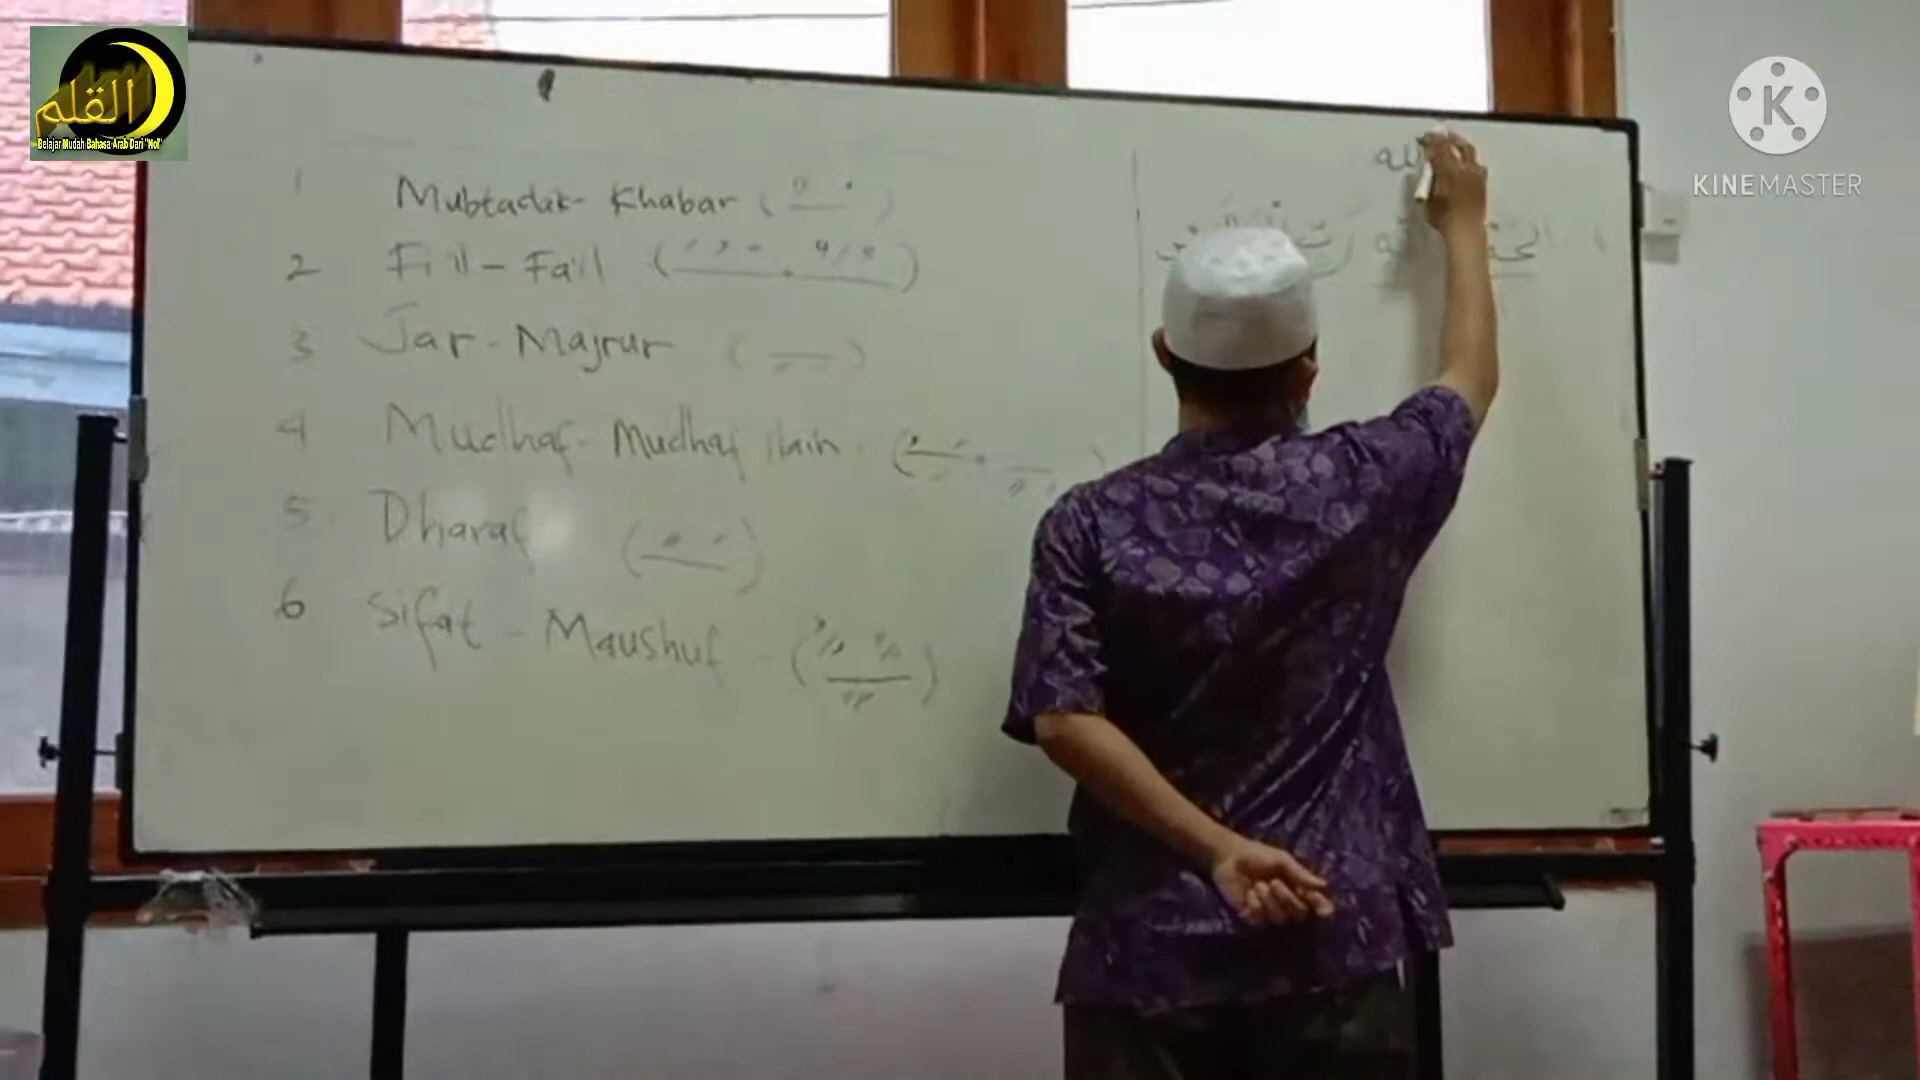 القلم
Belajar Mudah Bahasa Arab Dari "Nol"
KINEMASTER
1 Mubtadak - Khabar
2 Fi'il - Fa'il
3 Jar - Majrur
4 Mudhaf - Mudhaf ilaih
5 Dharaf
6 Sifat - Maushuf